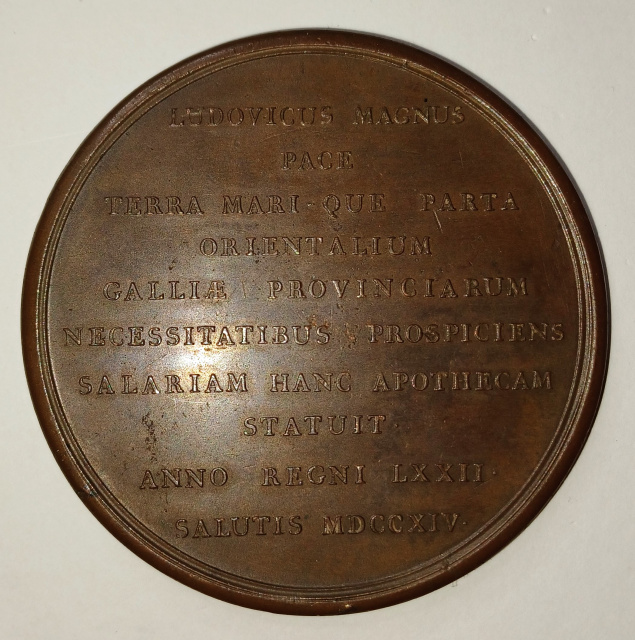 LUDOVICUS MAGNUS
PACE
TERRA MARI-QUE PARTA
ORIENTALIUM
GALLIÆ PROVINCIARUM
NECESSITATIBUS PROSPICIENS
SALARIAM HANC APOTHECAM
STATUIT·
ANNO REGNI LXXII·
SALUTIS MDCCXIV·